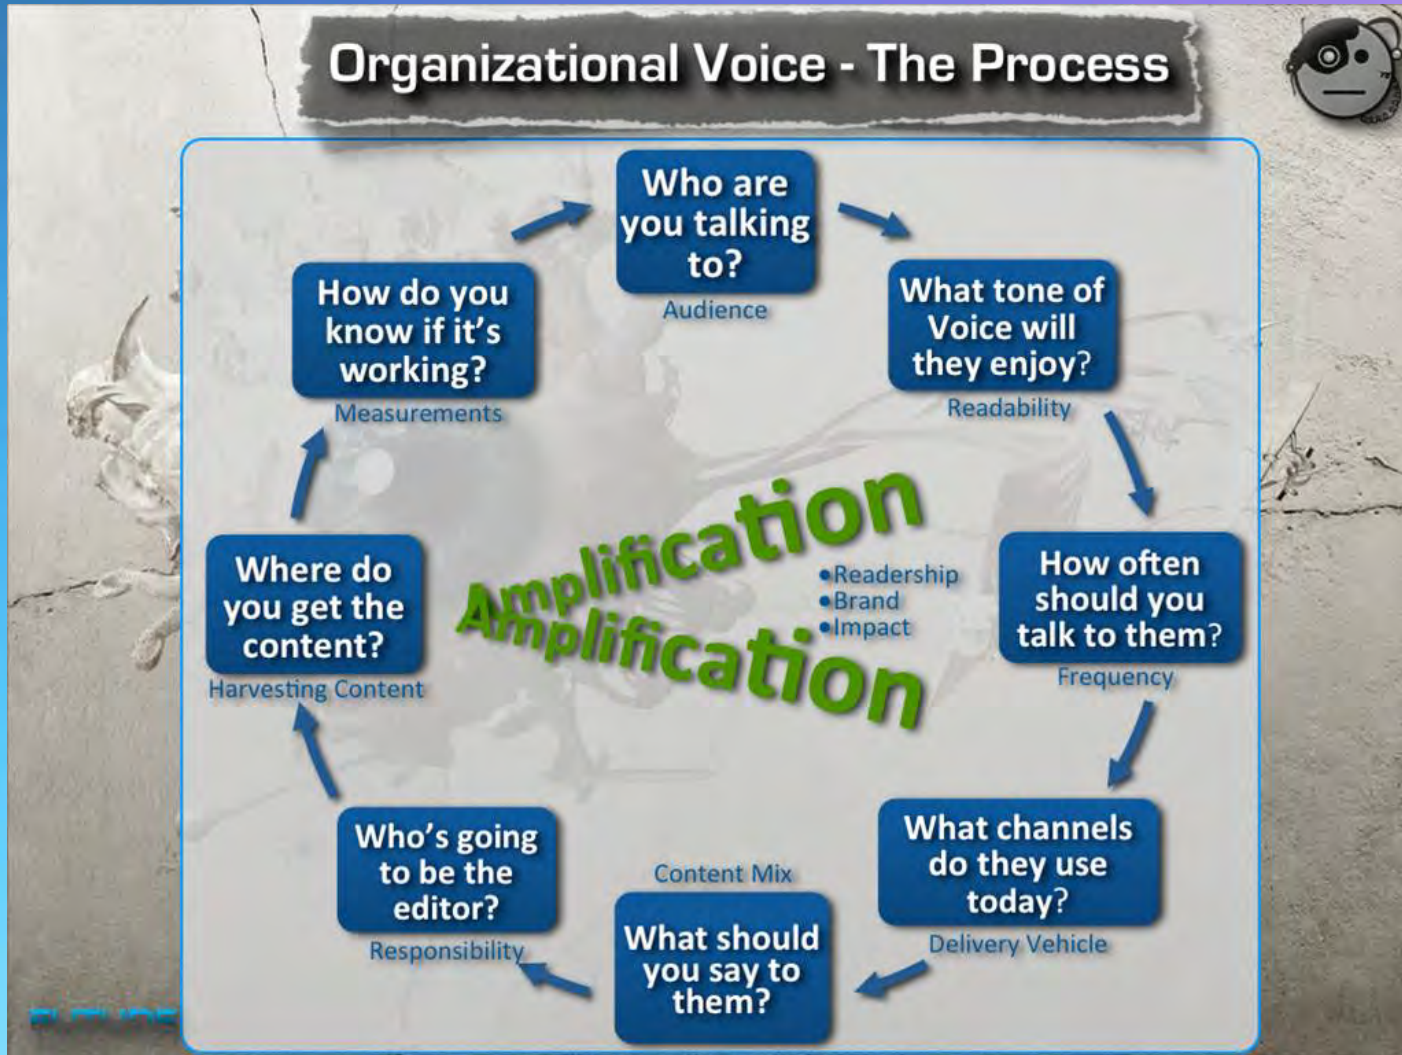 Organizational Voice - The Process
Who are
you talking
to?
Audience
What tone of
Voice will
they enjoy?
Readability
How often
should you
talk to them?
Frequency
What channels
do they use
today?
Delivery Vehicle
Content Mix
What should
you say to
them?
Who's going
to be the
editor?
Responsibility
Where do
you get the
content?
Harvesting Content
How do you
know if it's
working?
Measurements
Amplification
•Readership
•Brand
•Impact
Amplification